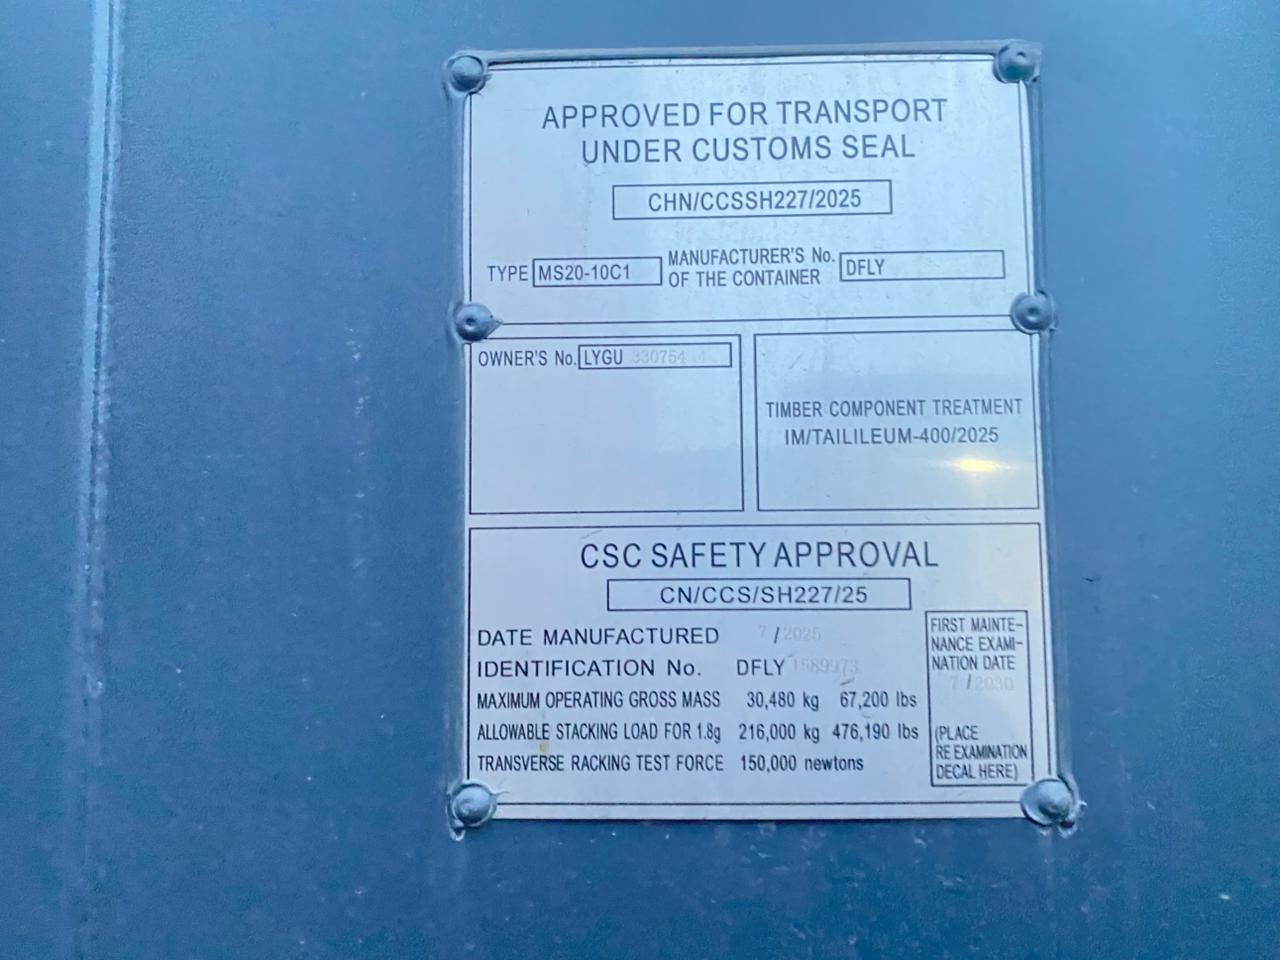 APPROVED FOR TRANSPORT
UNDER CUSTOMS SEAL
CHN/CCSSH227/2025
TYPE MS20-10C1 MANUFACTURER'S No. OF THE CONTAINER DFLY
OWNER'S No. LYGU 330754
TIMBER COMPONENT TREATMENT
IM/TAILILEUM-400/2025
CSC SAFETY APPROVAL
CN/CCS/SH227/25
DATE MANUFACTURED 7 / 2025
IDENTIFICATION No. DFLY 1589973
MAXIMUM OPERATING GROSS MASS 30,480 kg 67,200 lbs
ALLOWABLE STACKING LOAD FOR 1.8g 216,000 kg 476,190 lbs
TRANSVERSE RACKING TEST FORCE 150,000 newtons
FIRST MAINTE-
NANCE EXAMI-
NATION DATE
7 / 2030
(PLACE
RE EXAMINATION
DECAL HERE)